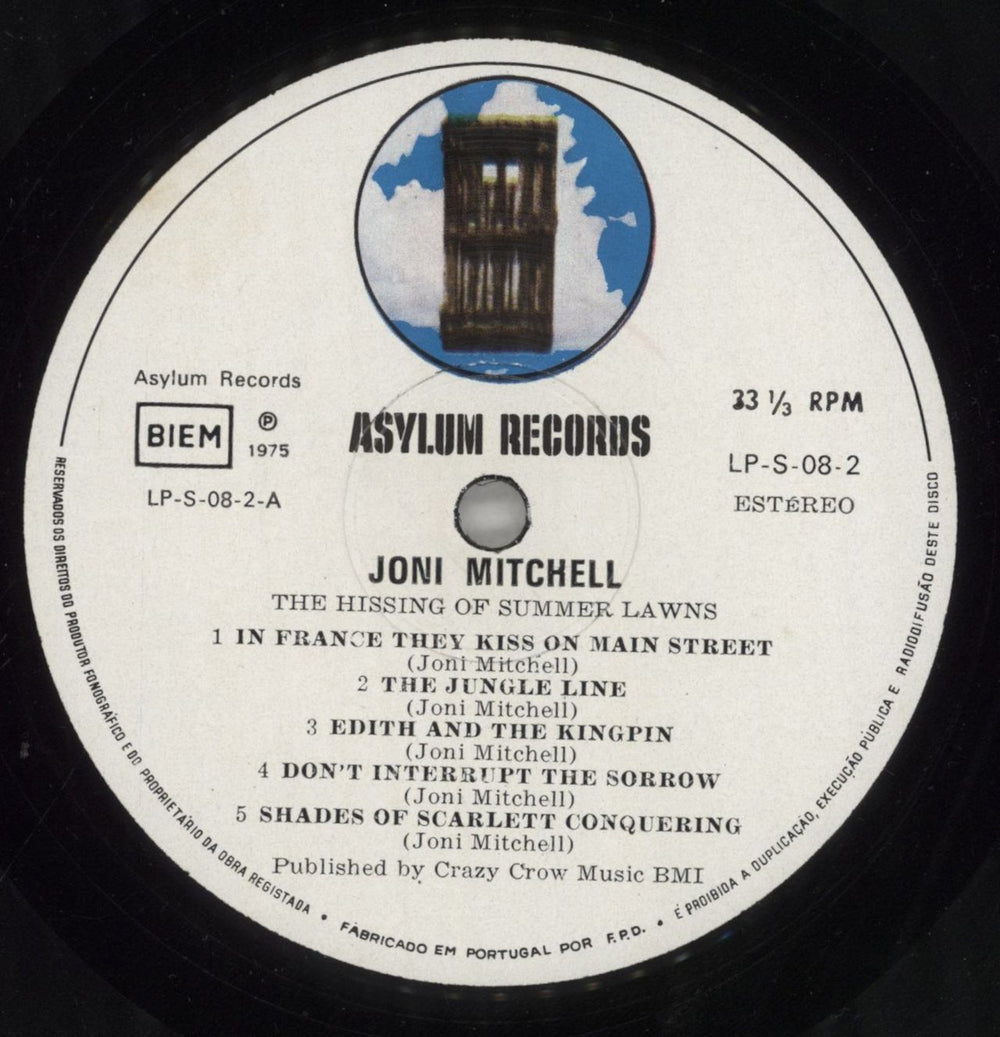 Asylum Records
BIEM
℗
1975
LP-S-08-2-A
ASYLUM RECORDS
33 1/3 RPM
LP-S-08-2
ESTÉREO
JONI MITCHELL
THE HISSING OF SUMMER LAWNS
1 IN FRANCE THEY KISS ON MAIN STREET
(Joni Mitchell)
2 THE JUNGLE LINE
(Joni Mitchell)
3 EDITH AND THE KINGPIN
(Joni Mitchell)
4 DON'T INTERRUPT THE SORROW
(Joni Mitchell)
5 SHADES OF SCARLETT CONQUERING
(Joni Mitchell)
Published by Crazy Crow Music BMI
RESERVADOS OS DIREITOS DO PRODUTOR FONOGRÁFICO E DO PROPRIETÁRIO DA OBRA REGISTADA • FABRICADO EM PORTUGAL POR F.P.D. • É PROIBIDA A DUPLICAÇÃO, EXECUÇÃO PÚBLICA E RADIODIFUSÃO DESTE DISCO